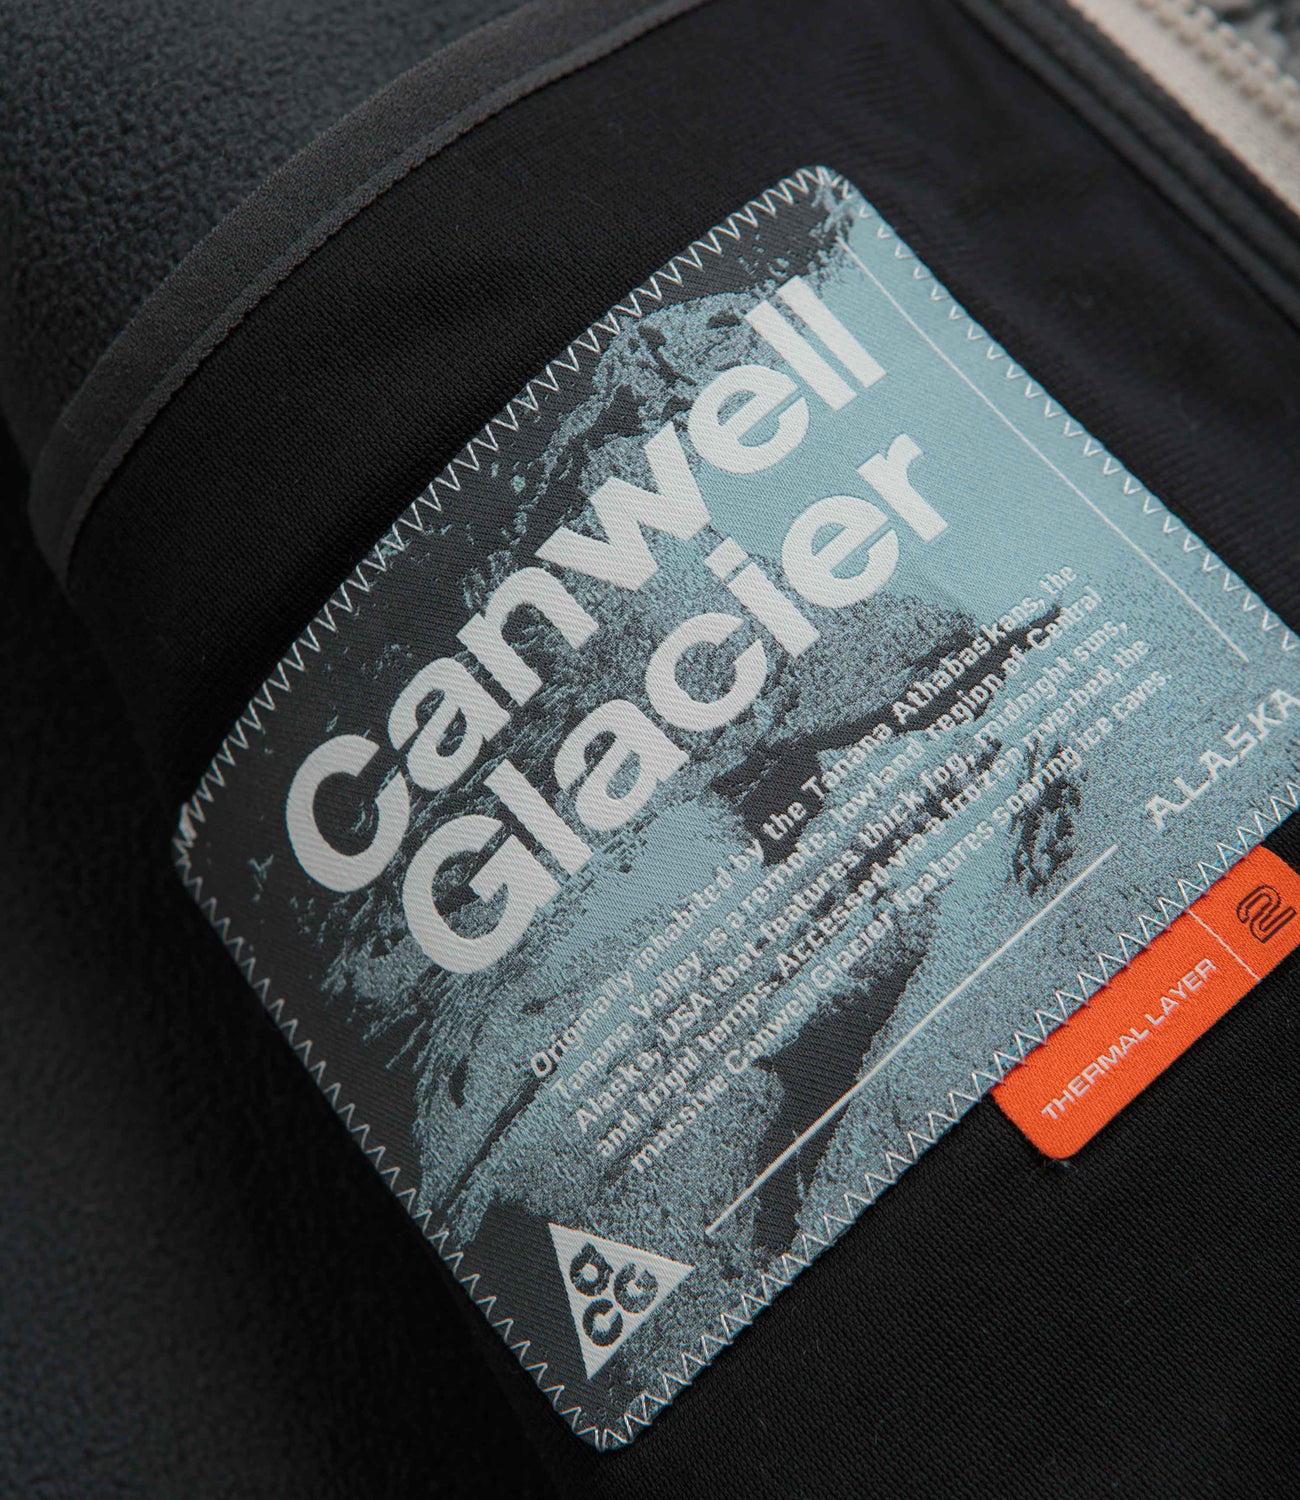 Canwell
Glacier
Originally inhabited by the Tanana Athabaskans, the
Tanana Valley is a remote, lowland region of Central
Alaska, USA that features thick fog, midnight suns,
and frigid temps. Accessed via a frozen riverbed, the
massive Canwell Glacier features soaring ice caves.
ALASKA
THERMAL LAYER
2
aCG